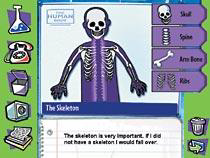 THE
HUMAN
BODY
Skull
Spine
Arm Bone
Ribs
The Skeleton
The skeleton is very important. If I did
not have a skeleton I would fall over.